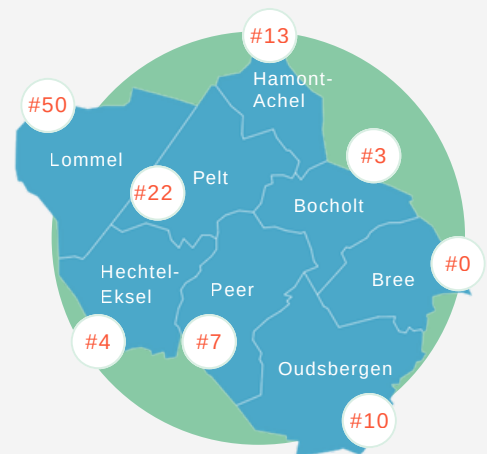 #13
Hamont-
Achel
#50
Lommel
#3
#22
Pelt
Bocholt
Hechtel-
Eksel
Peer
Bree
#0
#4
#7
Oudsbergen
#10